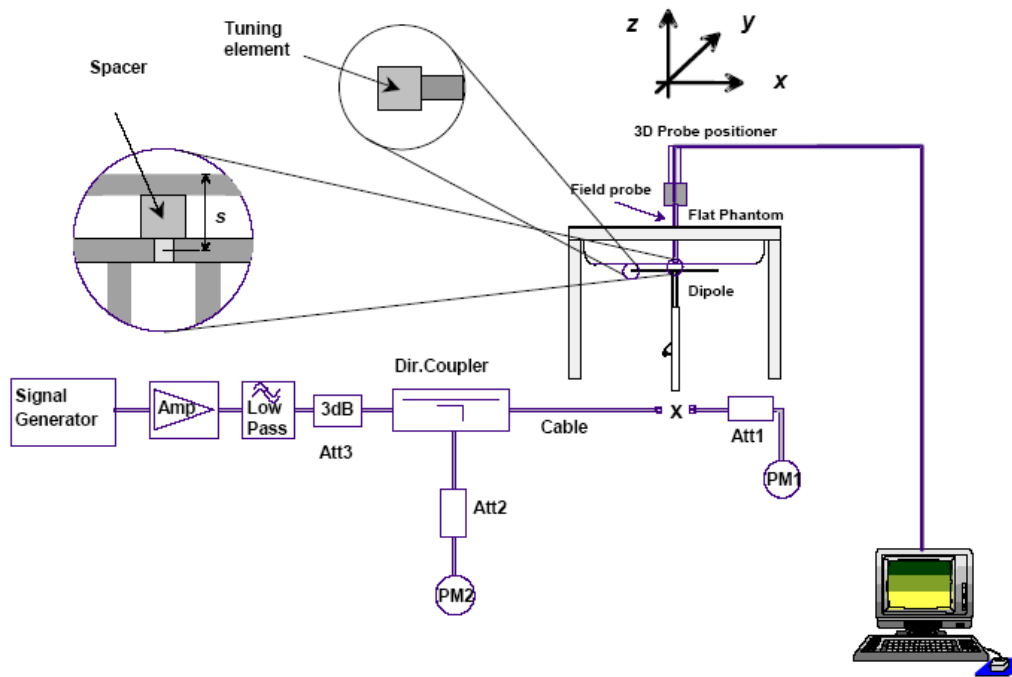 Tuning
element
Spacer
s
z
y
x
3D Probe positioner
Field probe
Flat Phantom
Dipole
Dir.Coupler
Signal
Generator
Amp
Low
Pass
3dB
Att3
Cable
X
Att1
PM1
Att2
PM2